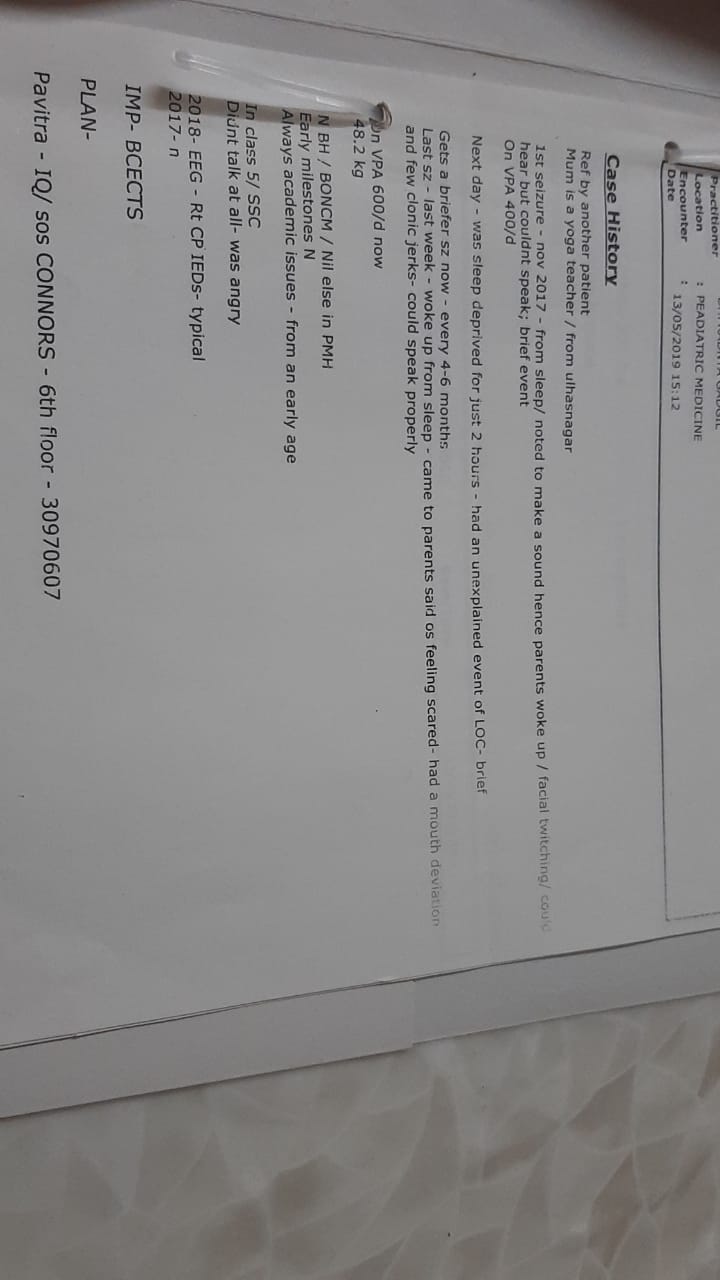 Practitioner
Location : PEADIATRIC MEDICINE
Encounter : 13/05/2019 15:12
Date
Case History
Ref by another patient
Mum is a yoga teacher / from ulhasnagar
1st seizure - nov 2017 - from sleep/ noted to make a sound hence parents woke up / facial twitching/ could
hear but couldnt speak; brief event
On VPA 400/d
Next day - was sleep deprived for just 2 hours - had an unexplained event of LOC- brief
Gets a briefer sz now - every 4-6 months
Last sz - last week - woke up from sleep - came to parents said os feeling scared- had a mouth deviation
and few clonic jerks- could speak properly
on VPA 600/d now
48.2 kg
N BH / BONCM / Nil else in PMH
Early milestones N
Always academic issues - from an early age
In class 5/ SSC
Didnt talk at all- was angry
2018- EEG - Rt CP IEDs- typical
2017- n
IMP- BCECTS
PLAN-
Pavitra - IQ/ sos CONNORS - 6th floor - 30970607